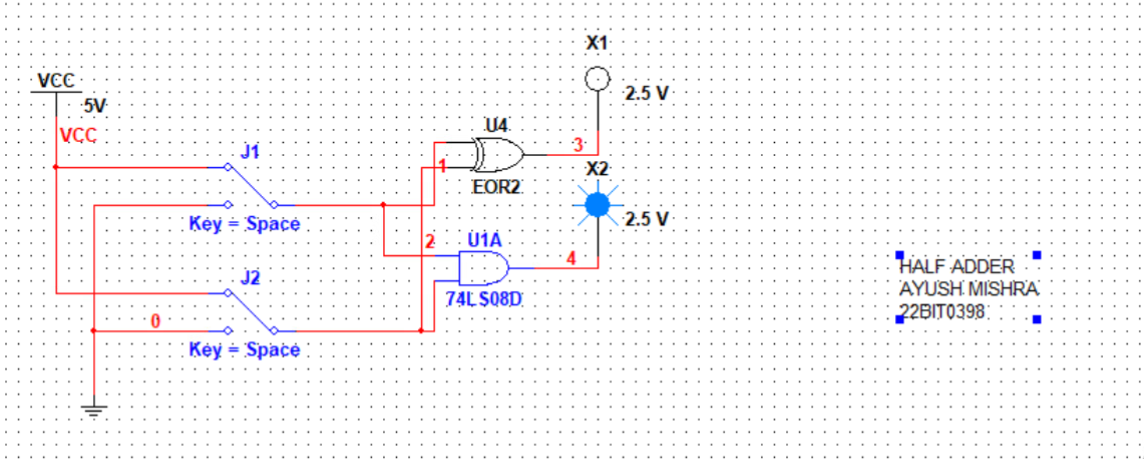 X1
VCC
5V
2.5 V
VCC
U4
J1
3
1
X2
EOR2
Key = Space
2.5 V
2
U1A
4
J2
74LS08D
0
Key = Space
HALF ADDER
AYUSH MISHRA
22BIT0398